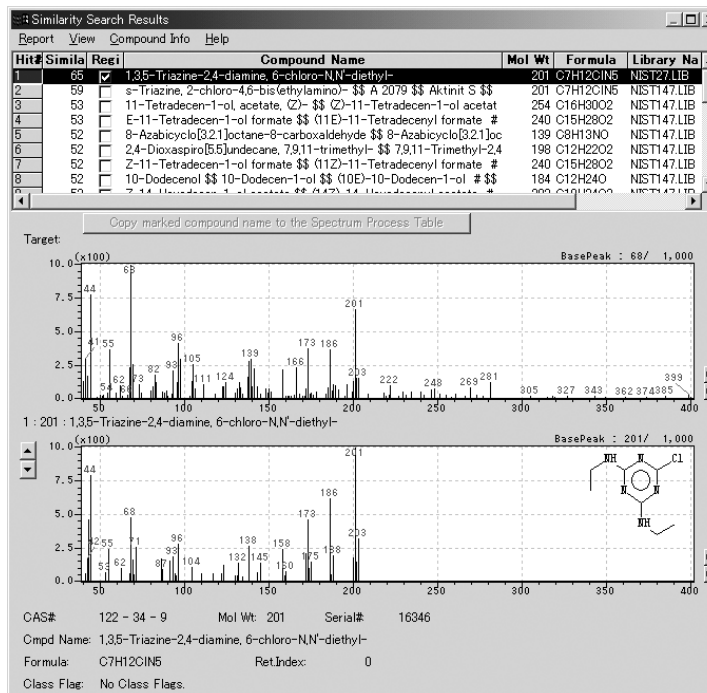 Similarity Search Results
Report View Compound Info Help
Hit# Simila Regi Compound Name Mol Wt Formula Library Na
1 65 1,3,5-Triazine-2,4-diamine, 6-chloro-N,N'-diethyl- 201 C7H12ClN5 NIST27.LIB
2 59 s-Triazine, 2-chloro-4,6-bis(ethylamino)- $$ A 2079 $$ Aktinit S $$ 201 C7H12ClN5 NIST147.LIB
3 53 11-Tetradecen-1-ol, acetate, (Z)- $$ (Z)-11-Tetradecenyl acetat 254 C16H30O2 NIST147.LIB
4 53 E-11-Tetradecen-1-ol formate $$ (11E)-11-Tetradecenyl formate # 240 C15H28O2 NIST147.LIB
5 52 8-Azabicyclo[3.2.1]octane-8-carboxaldehyde $$ 8-Azabicyclo[3.2.1]oc 139 C8H13NO NIST147.LIB
6 52 2,4-Dioxaspiro[5.5]undecane, 7,9,11-trimethyl- $$ 7,9,11-Trimethyl-2,4 198 C12H22O2 NIST147.LIB
7 52 Z-11-Tetradecen-1-ol formate $$ (11Z)-11-Tetradecenyl formate # 240 C15H28O2 NIST147.LIB
8 52 10-Dodecenol $$ 10-Dodecen-1-ol $$ (10E)-10-Dodecen-1-ol # $$ 184 C12H24O NIST147.LIB
Copy marked compound name to the Spectrum Process Table
Target:
(x100) BasePeak : 68/ 1,000
10.0
68
7.5 44
201
5.0
41 55 96 139 173 186
2.5 54 62 73 82 93 105 111 124 166 203 222 248 269 281 305 327 343 362 374 385 399
0.0
50 100 150 200 250 300 350 400
1 : 201 : 1,3,5-Triazine-2,4-diamine, 6-chloro-N,N'-diethyl-
(x100) BasePeak : 201/ 1,000
10.0 201
NH N Cl
44
7.5 N N
186
5.0 68 173 NH
203
2.5 42 53 55 62 71 87 93 96 104 132 138 145 158 160 175 188
0.0
50 100 150 200 250 300 350 400
CAS#: 122 - 34 - 9 Mol Wt: 201 Serial# 16346
Cmpd Name: 1,3,5-Triazine-2,4-diamine, 6-chloro-N,N'-diethyl-
Formula: C7H12ClN5 Ret.Index: 0
Class Flag: No Class Flags.